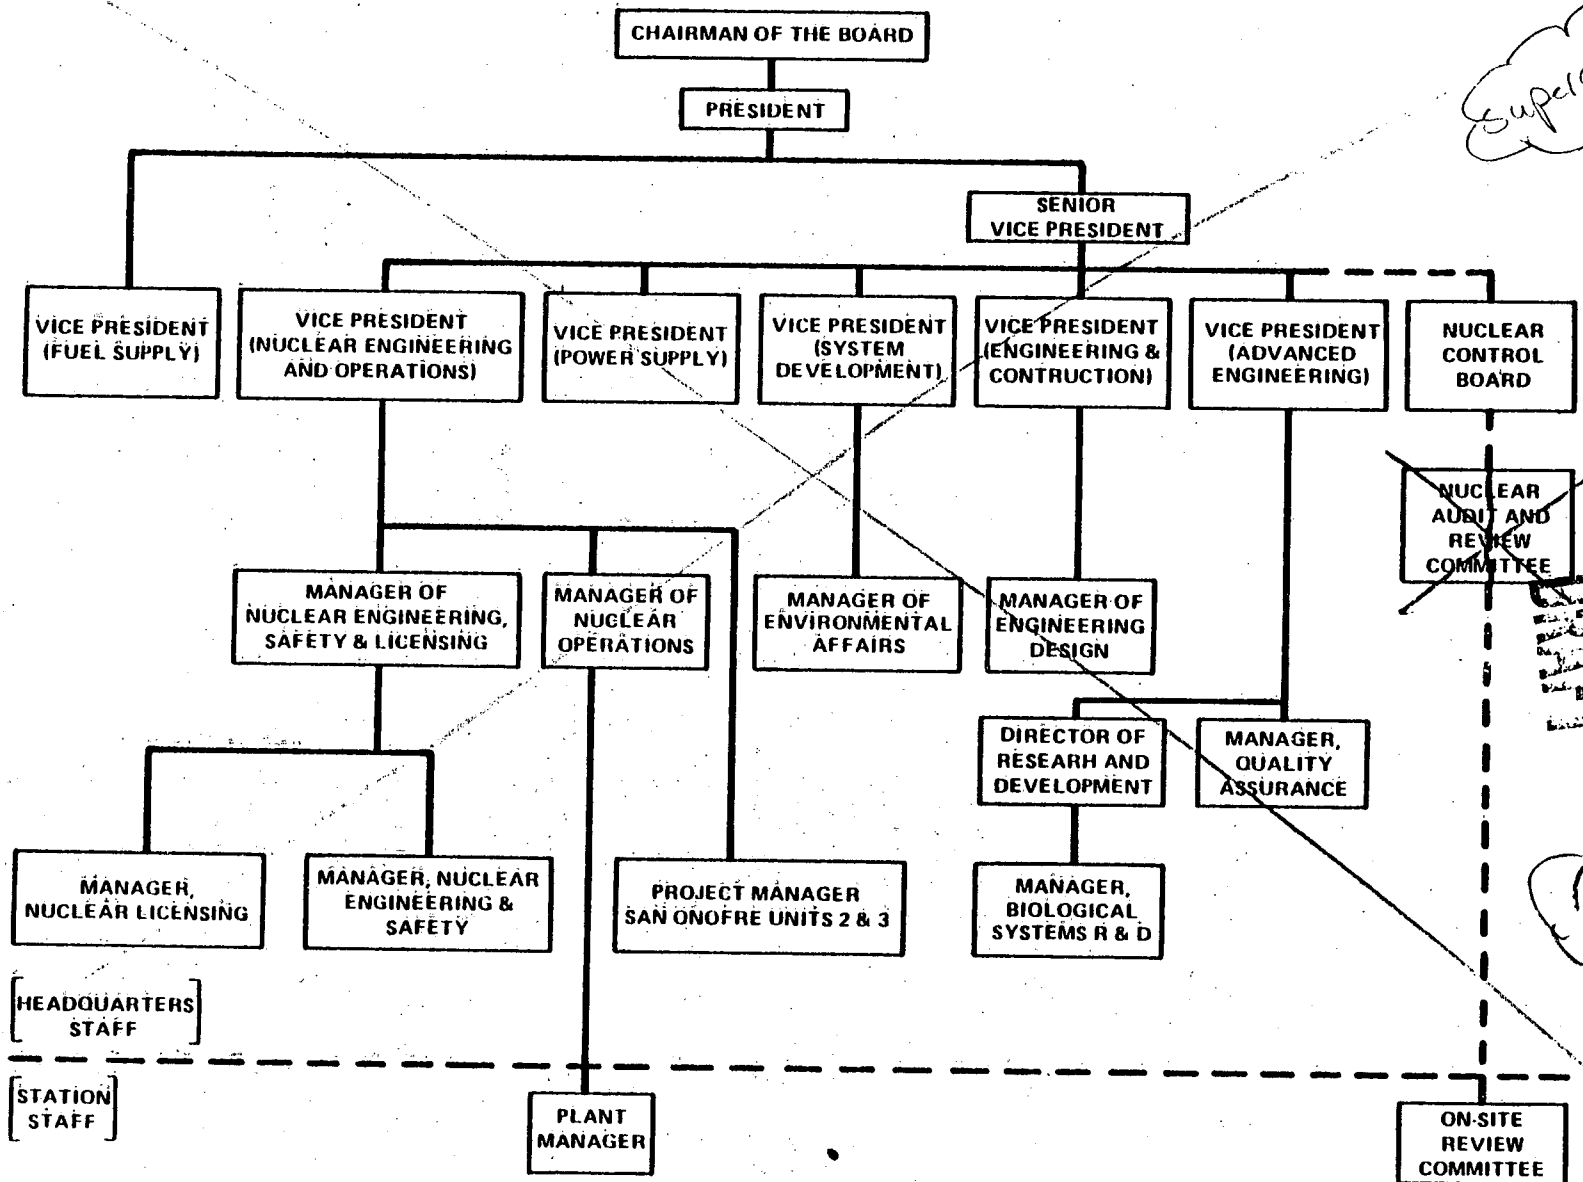 CHAIRMAN OF THE BOARD
PRESIDENT
SENIOR
VICE PRESIDENT
VICE PRESIDENT
(FUEL SUPPLY)
VICE PRESIDENT
(NUCLEAR ENGINEERING
AND OPERATIONS)
VICE PRESIDENT
(POWER SUPPLY)
VICE PRESIDENT
(SYSTEM
DEVELOPMENT)
VICE PRESIDENT
(ENGINEERING &
CONTRUCTION)
VICE PRESIDENT
(ADVANCED
ENGINEERING)
NUCLEAR
CONTROL
BOARD
NUCLEAR
AUDIT AND
REVIEW
COMMITTEE
MANAGER OF
NUCLEAR ENGINEERING,
SAFETY & LICENSING
MANAGER OF
NUCLEAR
OPERATIONS
MANAGER OF
ENVIRONMENTAL
AFFAIRS
MANAGER OF
ENGINEERING
DESIGN
DIRECTOR OF
RESEARH AND
DEVELOPMENT
MANAGER,
QUALITY
ASSURANCE
MANAGER,
NUCLEAR LICENSING
MANAGER, NUCLEAR
ENGINEERING &
SAFETY
PROJECT MANAGER
SAN ONOFRE UNITS 2 & 3
MANAGER,
BIOLOGICAL
SYSTEMS R & D
[HEADQUARTERS
STAFF]
[STATION
STAFF]
PLANT
MANAGER
ON-SITE
REVIEW
COMMITTEE